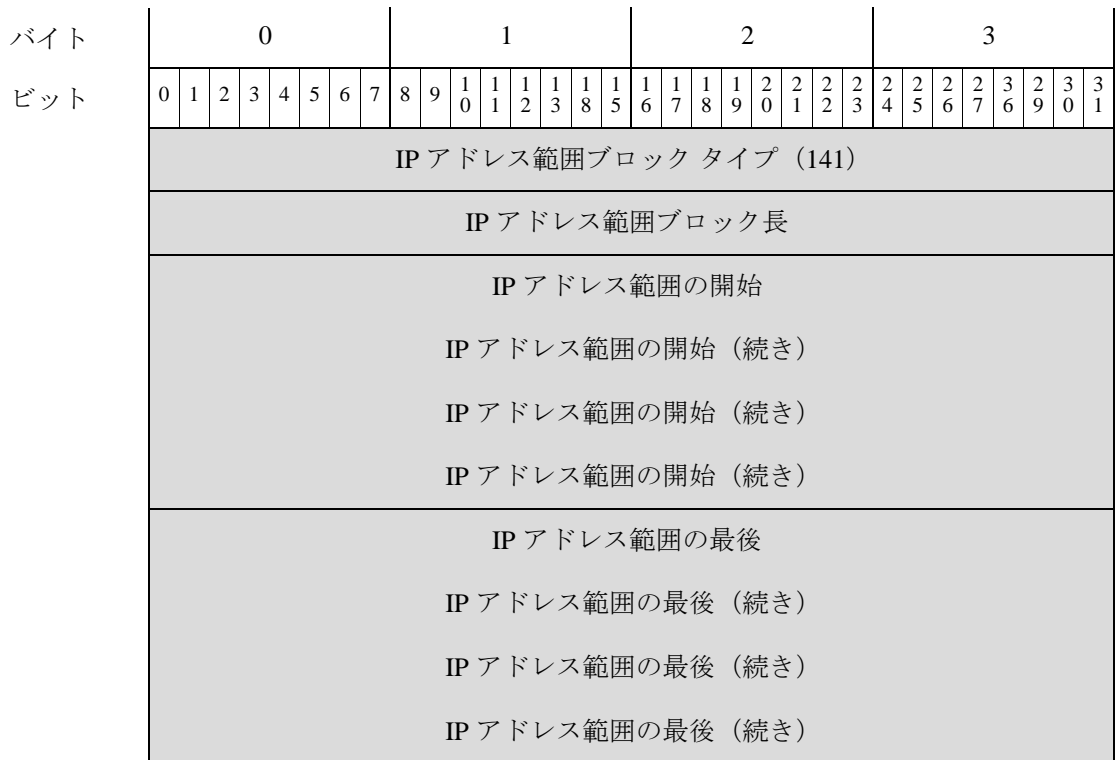 バイト 0 1 2 3
ビット 0 1 2 3 4 5 6 7 8 9 10 11 12 13 18 15 16 17 18 19 20 21 22 23 24 25 26 27 36 29 30 31
IP アドレス範囲ブロック タイプ（141）
IP アドレス範囲ブロック長
IP アドレス範囲の開始
IP アドレス範囲の開始（続き）
IP アドレス範囲の開始（続き）
IP アドレス範囲の開始（続き）
IP アドレス範囲の最後
IP アドレス範囲の最後（続き）
IP アドレス範囲の最後（続き）
IP アドレス範囲の最後（続き）